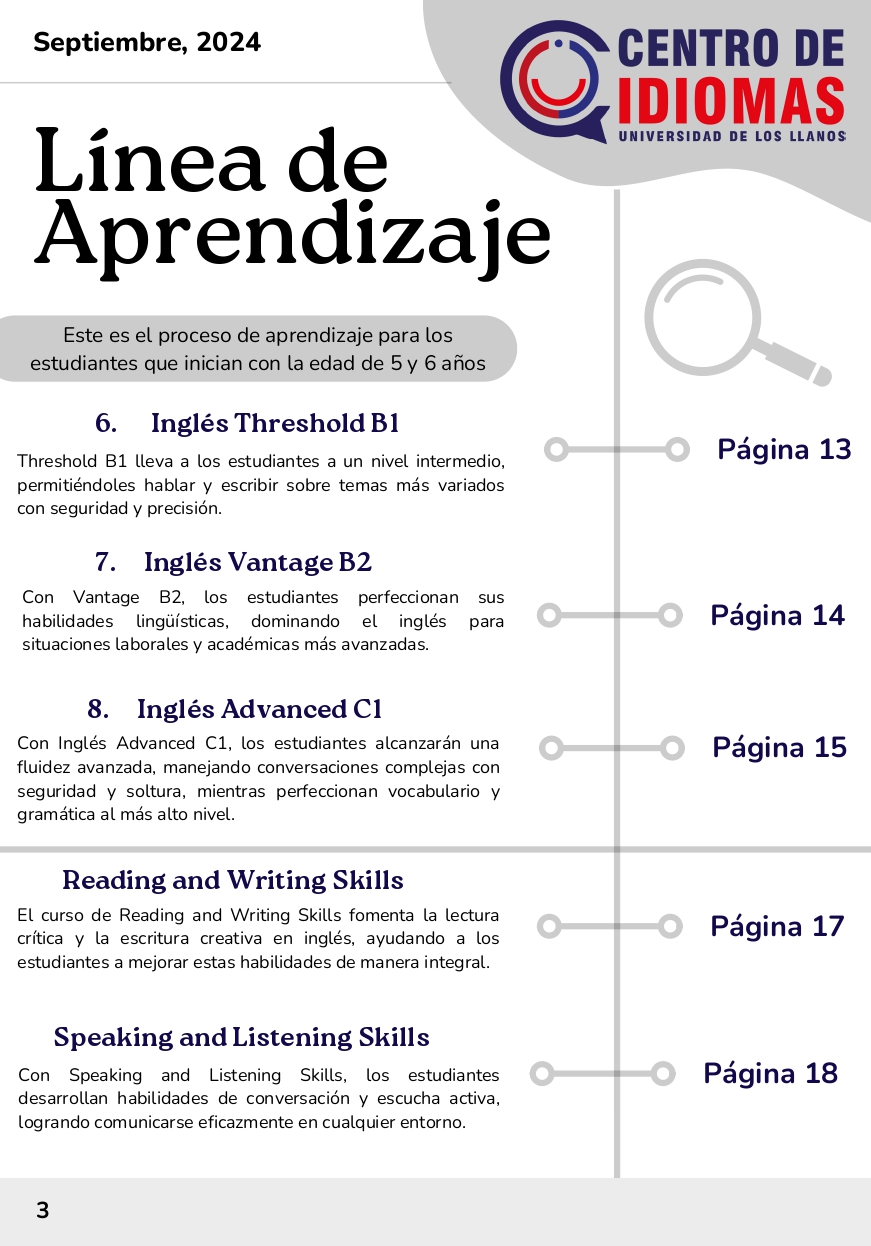 Septiembre, 2024
CENTRO DE
IDIOMAS
UNIVERSIDAD DE LOS LLANOS
Línea de
Aprendizaje
Este es el proceso de aprendizaje para los
estudiantes que inician con la edad de 5 y 6 años
6. Inglés Threshold B1
Threshold B1 lleva a los estudiantes a un nivel intermedio,
permitiéndoles hablar y escribir sobre temas más variados
con seguridad y precisión.
Página 13
7. Inglés Vantage B2
Con Vantage B2, los estudiantes perfeccionan sus
habilidades lingüísticas, dominando el inglés para
situaciones laborales y académicas más avanzadas.
Página 14
8. Inglés Advanced C1
Con Inglés Advanced C1, los estudiantes alcanzarán una
fluidez avanzada, manejando conversaciones complejas con
seguridad y soltura, mientras perfeccionan vocabulario y
gramática al más alto nivel.
Página 15
Reading and Writing Skills
El curso de Reading and Writing Skills fomenta la lectura
crítica y la escritura creativa en inglés, ayudando a los
estudiantes a mejorar estas habilidades de manera integral.
Página 17
Speaking and Listening Skills
Con Speaking and Listening Skills, los estudiantes
desarrollan habilidades de conversación y escucha activa,
logrando comunicarse eficazmente en cualquier entorno.
Página 18
3